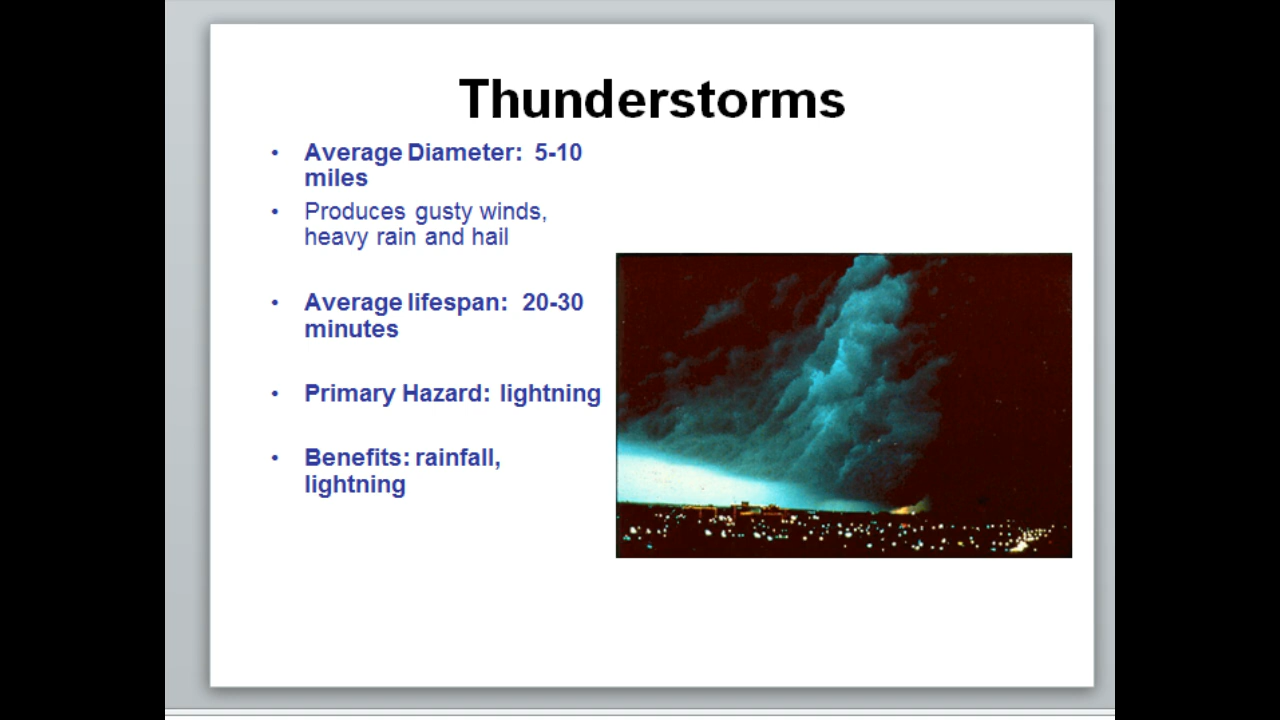 Thunderstorms
• Average Diameter: 5-10
miles
• Produces gusty winds,
heavy rain and hail
• Average lifespan: 20-30
minutes
• Primary Hazard: lightning
• Benefits: rainfall,
lightning